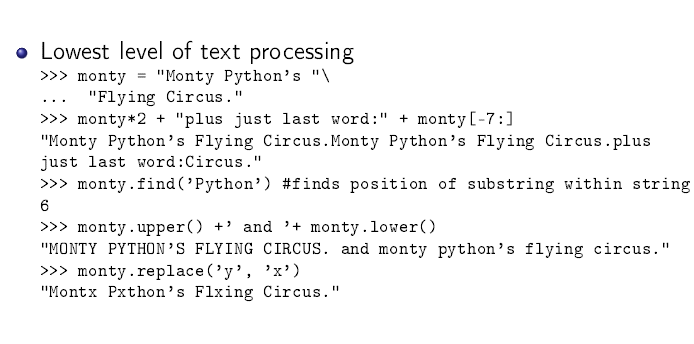 Lowest level of text processing
>>> monty = "Monty Python's "\
...  "Flying Circus."
>>> monty*2 + "plus just last word:" + monty[-7:]
"Monty Python's Flying Circus.Monty Python's Flying Circus.plus
just last word:Circus."
>>> monty.find('Python') #finds position of substring within string
6
>>> monty.upper() +' and '+ monty.lower()
"MONTY PYTHON'S FLYING CIRCUS. and monty python's flying circus."
>>> monty.replace('y', 'x')
"Montx Pxthon's Flxing Circus."